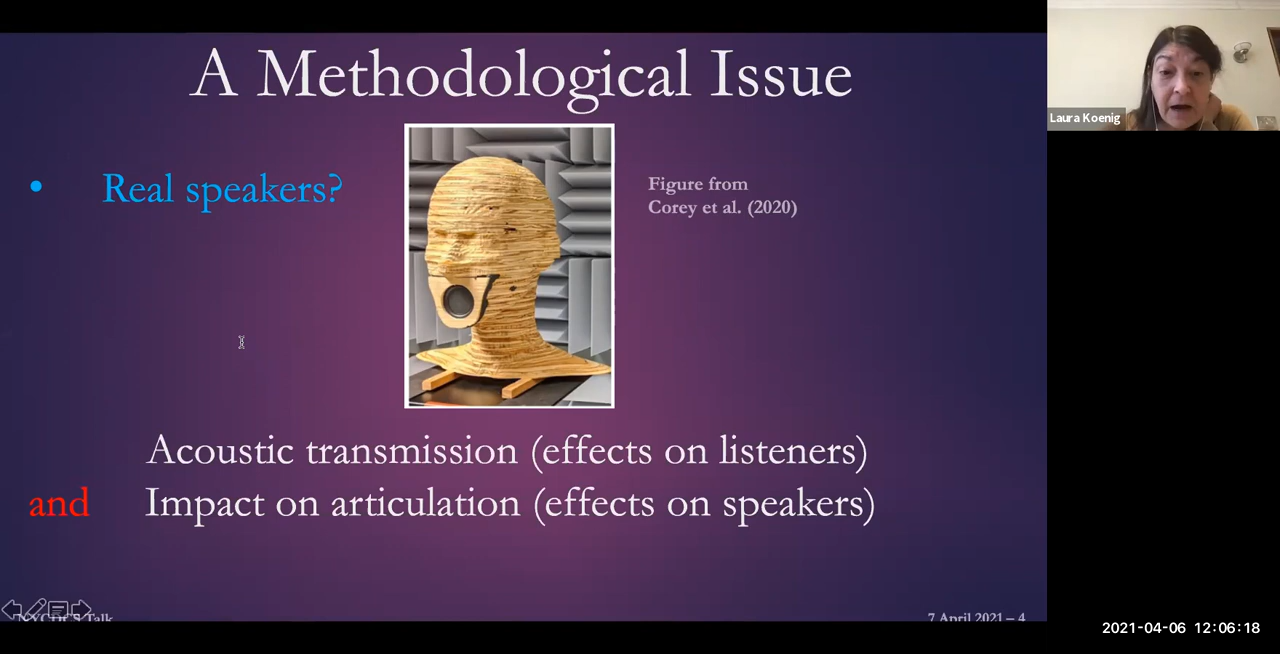 A Methodological Issue
Laura Koenig
• Real speakers?
Figure from
Corey et al. (2020)
Acoustic transmission (effects on listeners)
and Impact on articulation (effects on speakers)
Talk
7 April 2021 – 4
2021-04-06 12:06:18